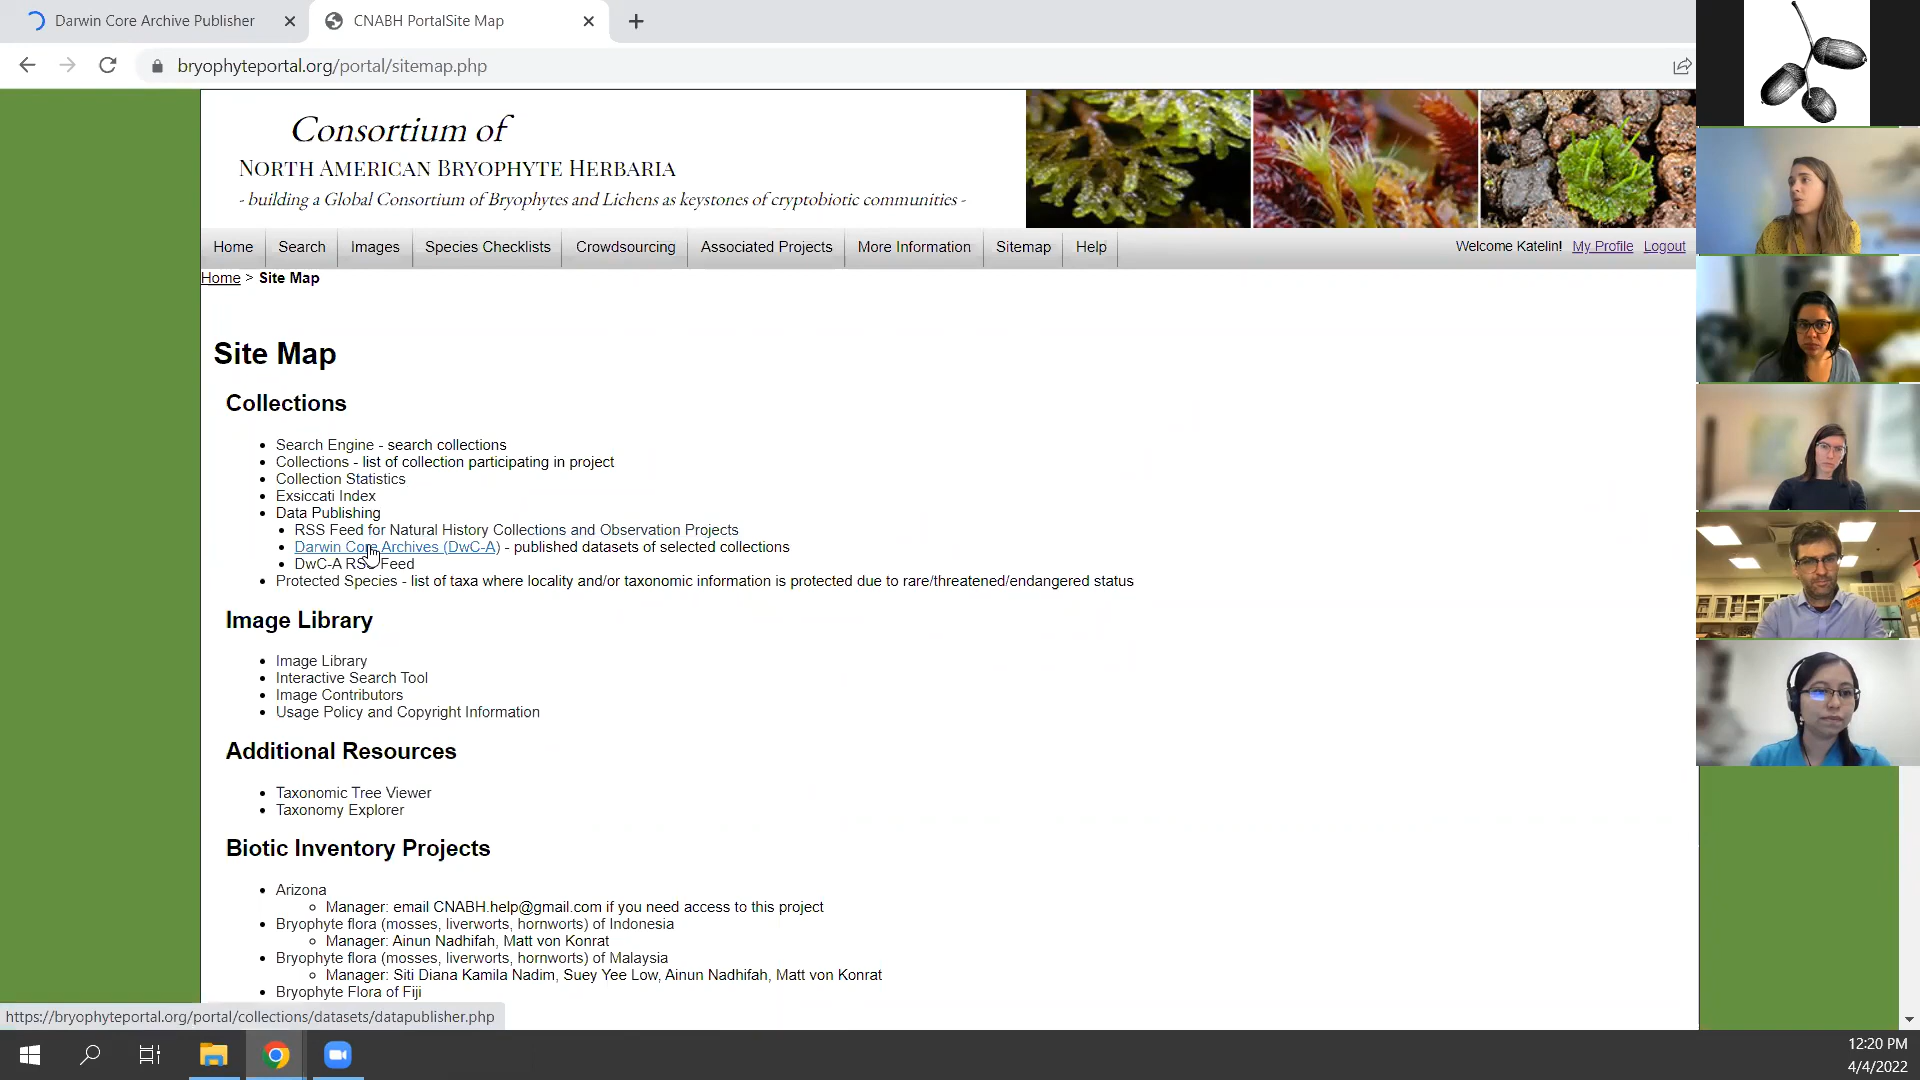 Darwin Core Archive Publisher
CNABH PortalSite Map
bryophyteportal.org/portal/sitemap.php
Consortium of
NORTH AMERICAN BRYOPHYTE HERBARIA
- building a Global Consortium of Bryophytes and Lichens as keystones of cryptobiotic communities -
Home Search Images Species Checklists Crowdsourcing Associated Projects More Information Sitemap Help Welcome Katelin! My Profile Logout
Home > Site Map
Site Map
Collections
Search Engine - search collections
Collections - list of collection participating in project
Collection Statistics
Exsiccati Index
Data Publishing
RSS Feed for Natural History Collections and Observation Projects
Darwin Core Archives (DwC-A) - published datasets of selected collections
DwC-A RSS Feed
Protected Species - list of taxa where locality and/or taxonomic information is protected due to rare/threatened/endangered status
Image Library
Image Library
Interactive Search Tool
Image Contributors
Usage Policy and Copyright Information
Additional Resources
Taxonomic Tree Viewer
Taxonomy Explorer
Biotic Inventory Projects
Arizona
Manager: email CNABH.help@gmail.com if you need access to this project
Bryophyte flora (mosses, liverworts, hornworts) of Indonesia
Manager: Ainun Nadhifah, Matt von Konrat
Bryophyte flora (mosses, liverworts, hornworts) of Malaysia
Manager: Siti Diana Kamila Nadim, Suey Yee Low, Ainun Nadhifah, Matt von Konrat
Bryophyte Flora of Fiji
https://bryophyteportal.org/portal/collections/datasets/datapublisher.php
12:20 PM
4/4/2022